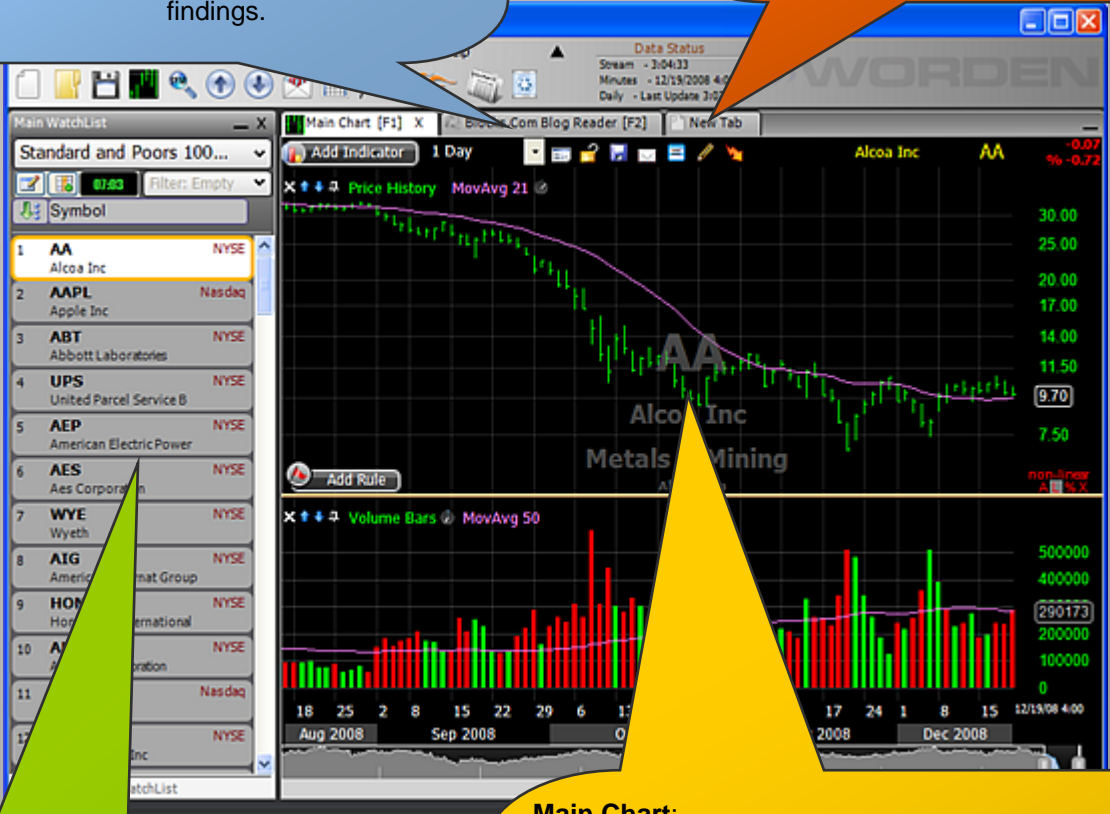 findings.
Data Status
Stream - 3:04:33
Minutes - 12/19/2008 4:0
Daily - Last Update 3:0
WORDEN
Main WatchList
X
Main Chart [F1] X
Com Blog Reader [F2]
New Tab
Standard and Poors 100...
Add Indicator
1 Day
Alcoa Inc
AA
-0.07
% -0.72
07:03
Filter: Empty
Symbol
X Price History MovAvg 21
1 AA NYSE
Alcoa Inc
2 AAPL Nasdaq
Apple Inc
3 ABT NYSE
Abbott Laboratories
4 UPS NYSE
United Parcel Service B
5 AEP NYSE
American Electric Power
6 AES NYSE
Aes Corporation
7 WYE NYSE
Wyeth
8 AIG NYSE
Americ nat Group
9 HON NYSE
Hon ernational
10 A NYSE
oration
11 Nasdaq
12 NYSE
Inc
atchList
30.00
25.00
20.00
17.00
14.00
11.50
9.70
7.50
AA
Alcoa Inc
Metals Mining
Add Rule
non-linear
A L % X
X Volume Bars MovAvg 50
500000
400000
290173
200000
100000
0
18 25 2 8 15 22 29 6 17 24 1 8 15 12/19/08 4:00
Aug 2008 Sep 2008 O 2008 Dec 2008
Main Chart: